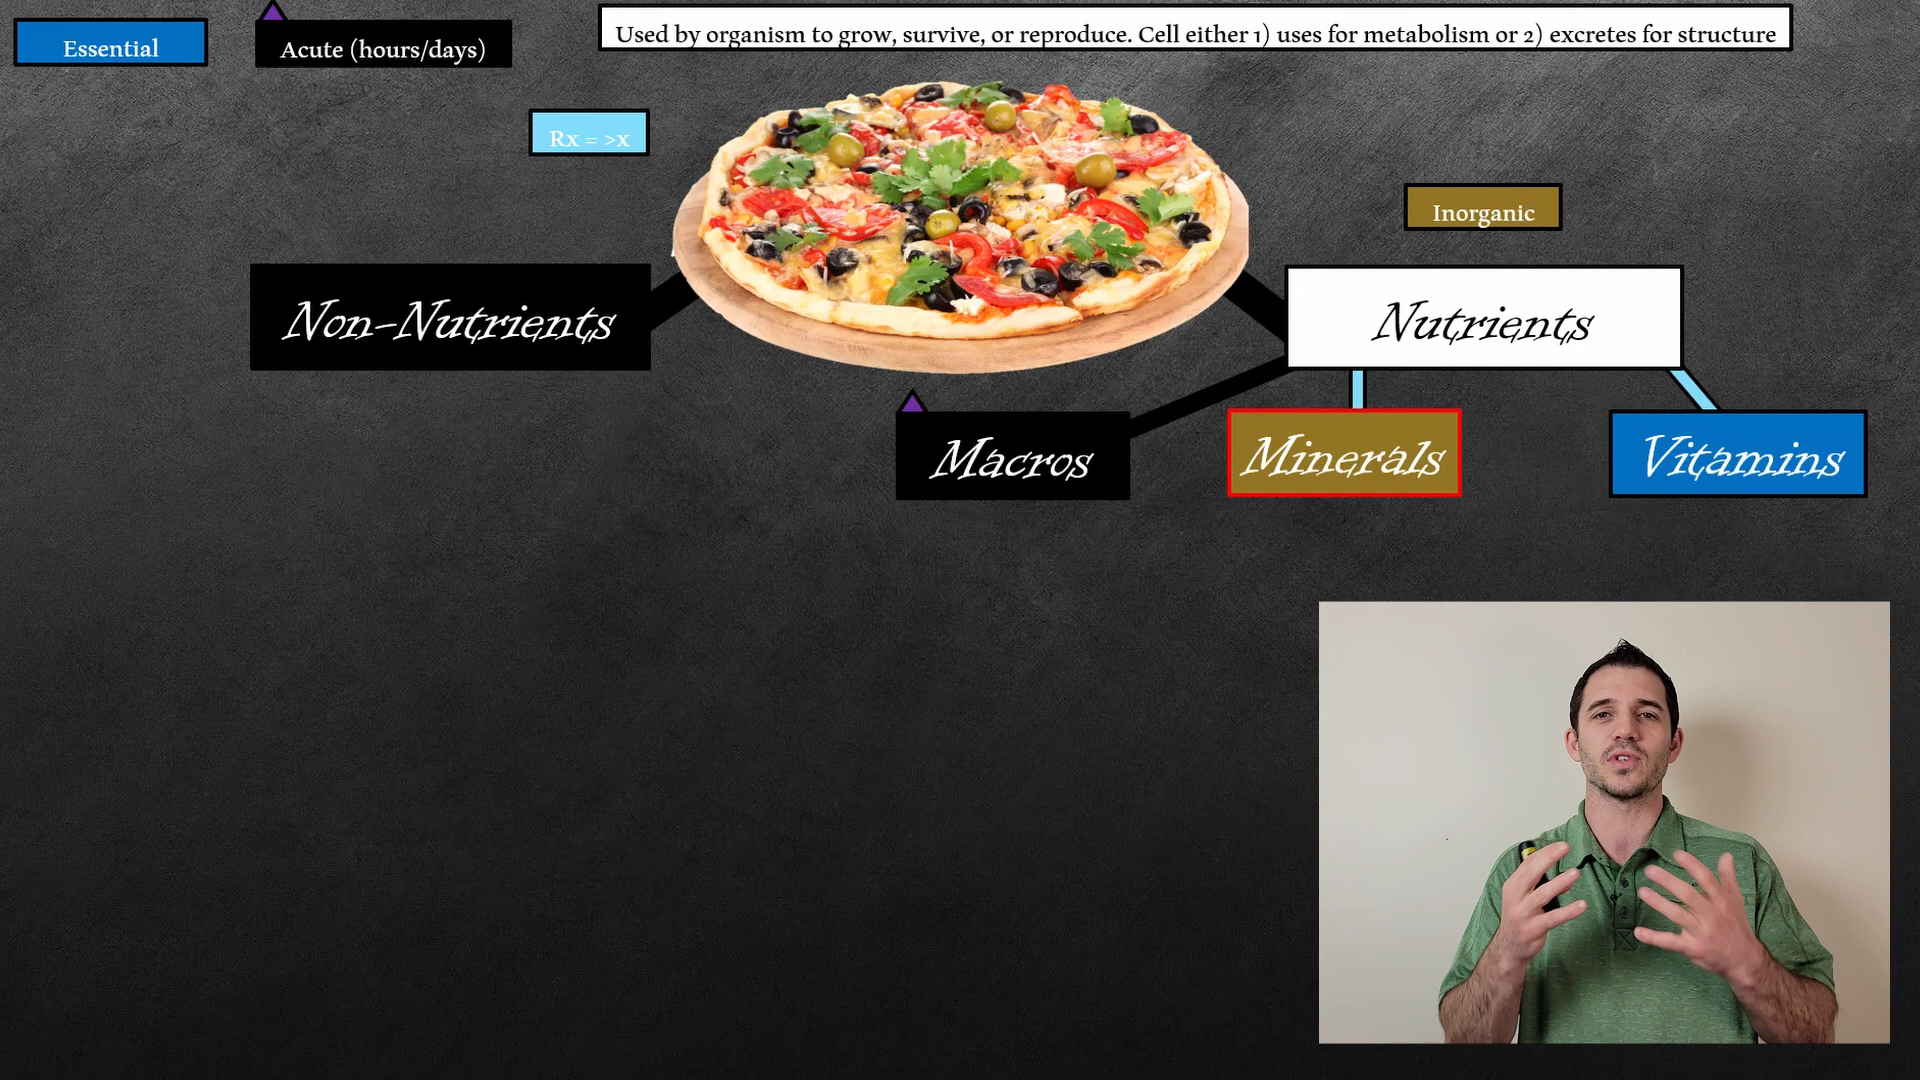 Essential
Acute (hours/days)
Used by organism to grow, survive, or reproduce. Cell either 1) uses for metabolism or 2) excretes for structure
Rx = >x
Inorganic
Non-Nutrients
Nutrients
Macros
Minerals
Vitamins